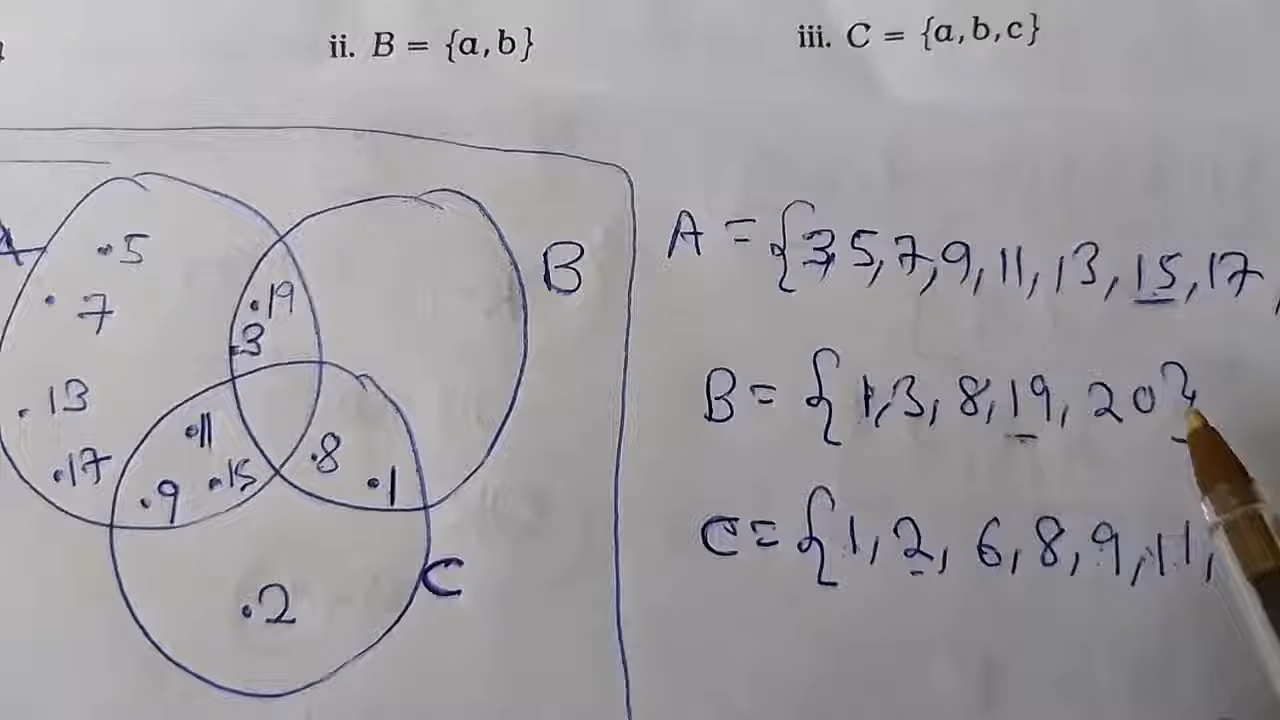 ii. B = {a,b}
iii. C = {a,b,c}
A
·5
·7
·19
·3
B
·13
·11
·17
·9
·15
·8
·1
C
·2
A = {3,5,7,9,11,13,15,17,
B = {1,3,8,19,20}
C = {1,2,6,8,9,11,